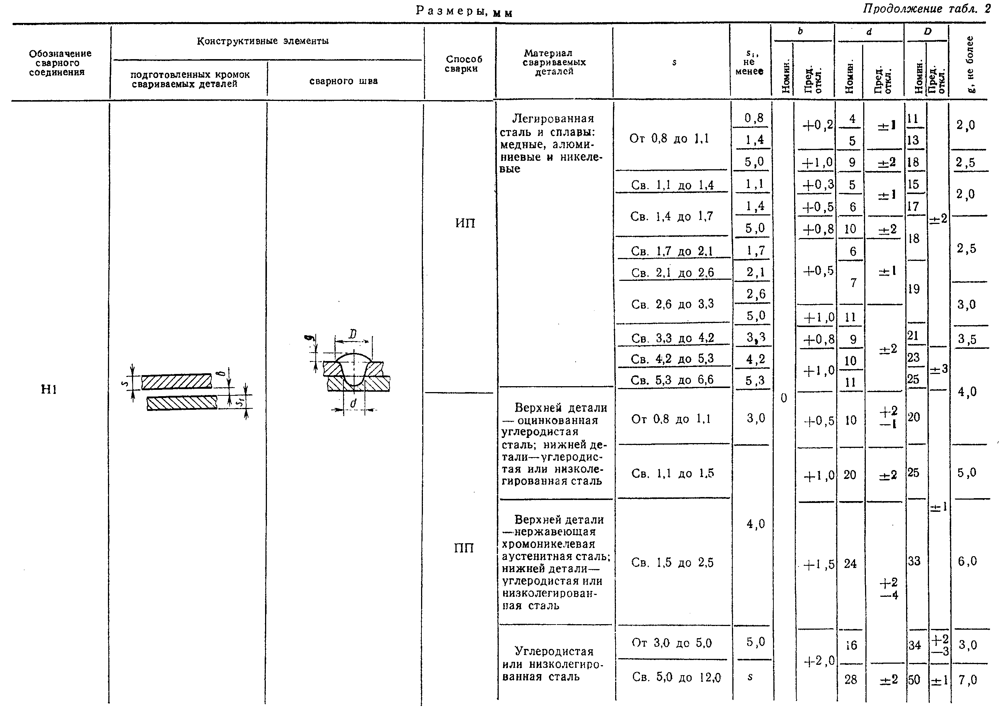 Размеры, мм
Продолжение табл. 2
Обозначение
сварного
соединения
Конструктивные элементы
подготовленных кромок
свариваемых деталей
сварного шва
Способ
сварки
Материал
свариваемых
деталей
s
s₁,
не
менее
b
Номин.
Пред.
откл.
d
Номин.
Пред.
откл.
D
Номин.
Пред.
откл.
g, не более
Н1
s
b
s₁
g
D
d
ИП
Легированная
сталь и сплавы:
медные, алюми-
ниевые и никеле-
вые
От 0,8 до 1,1
Св. 1,1 до 1,4
Св. 1,4 до 1,7
Св. 1,7 до 2,1
Св. 2,1 до 2,6
Св. 2,6 до 3,3
Св. 3,3 до 4,2
Св. 4,2 до 5,3
Св. 5,3 до 6,6
0,8
1,4
5,0
1,1
1,4
5,0
1,7
2,1
2,6
5,0
3,3
4,2
5,3
0
+0,2
+1,0
+0,3
+0,5
+0,8
+0,5
+1,0
+0,8
+1,0
4
5
9
5
6
10
6
7
11
9
10
11
±1
±2
±1
±2
±1
±2
11
13
18
15
17
18
19
21
23
25
±2
±3
2,0
2,5
2,0
2,5
3,0
3,5
4,0
ПП
Верхней детали
— оцинкованная
углеродистая
сталь; нижней де-
тали—углеродис-
тая или низколе-
гированная сталь
От 0,8 до 1,1
Св. 1,1 до 1,5
3,0
4,0
+0,5
+1,0
10
20
+2
—1
±2
20
25
±1
5,0
Верхней детали
—нержавеющая
хромоникелевая
аустенитная сталь;
нижней детали—
углеродистая или
низколегирован-
ная сталь
Св. 1,5 до 2,5
+1,5
24
+2
—4
33
6,0
Углеродистая
или низколегиро-
ванная сталь
От 3,0 до 5,0
Св. 5,0 до 12,0
5,0
s
+2,0
16
28
±2
34
50
+2
—3
±1
3,0
7,0